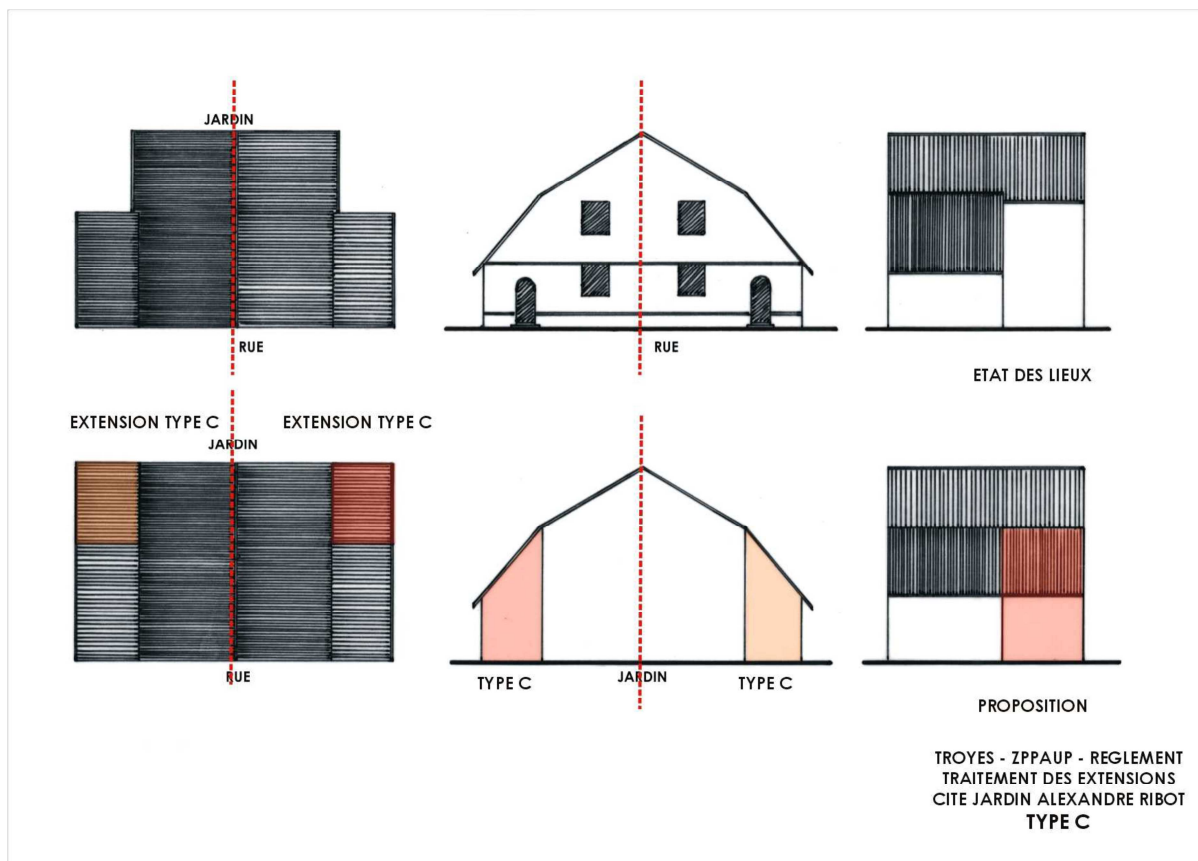 JARDIN
RUE
RUE
ETAT DES LIEUX
EXTENSION TYPE C
EXTENSION TYPE C
JARDIN
RUE
TYPE C
JARDIN
TYPE C
PROPOSITION
TROYES - ZPPAUP - REGLEMENT
TRAITEMENT DES EXTENSIONS
CITE JARDIN ALEXANDRE RIBOT
TYPE C